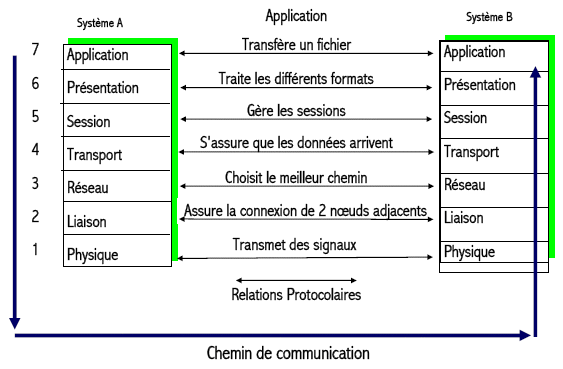 Application
Système A
Système B
7 Application Transfère un fichier Application
6 Présentation Traite les différents formats Présentation
5 Session Gère les sessions Session
4 Transport S'assure que les données arrivent Transport
3 Réseau Choisit le meilleur chemin Réseau
2 Liaison Assure la connexion de 2 nœuds adjacents Liaison
1 Physique Transmet des signaux Physique
Relations Protocolaires
Chemin de communication